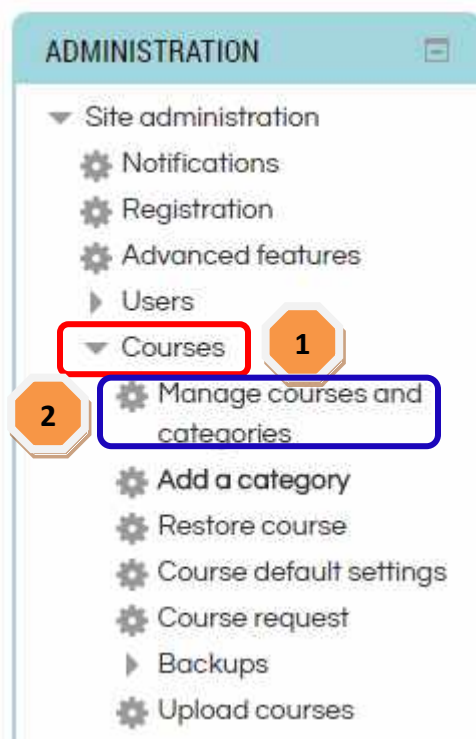 ADMINISTRATION
Site administration
Notifications
Registration
Advanced features
Users
Courses
1
2
Manage courses and
categories
Add a category
Restore course
Course default settings
Course request
Backups
Upload courses